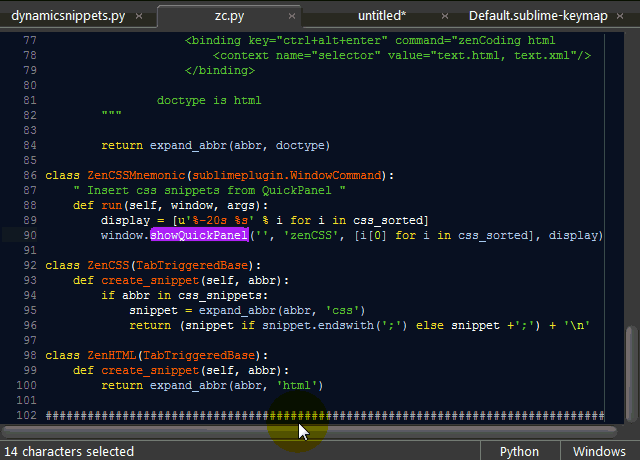 dynamicsnippets.py × zc.py × untitled* × Default.sublime-keymap ×
77 <binding key="ctrl+alt+enter" command="zenCoding html
78 <context name="selector" value="text.html, text.xml"/>
79 </binding>
80
81 doctype is html
82 """
83
84 return expand_abbr(abbr, doctype)
85
86 class ZenCSSMnemonic(sublimeplugin.WindowCommand):
87 " Insert css snippets from QuickPanel "
88 def run(self, window, args):
89 display = [u'%-20s %s' % i for i in css_sorted]
90 window.showQuickPanel('', 'zenCSS', [i[0] for i in css_sorted], display)
91
92 class ZenCSS(TabTriggeredBase):
93 def create_snippet(self, abbr):
94 if abbr in css_snippets:
95 snippet = expand_abbr(abbr, 'css')
96 return (snippet if snippet.endswith(';') else snippet +';') + '\n'
97
98 class ZenHTML(TabTriggeredBase):
99 def create_snippet(self, abbr):
100 return expand_abbr(abbr, 'html')
101
102 ################################################################################
14 characters selected Python Windows